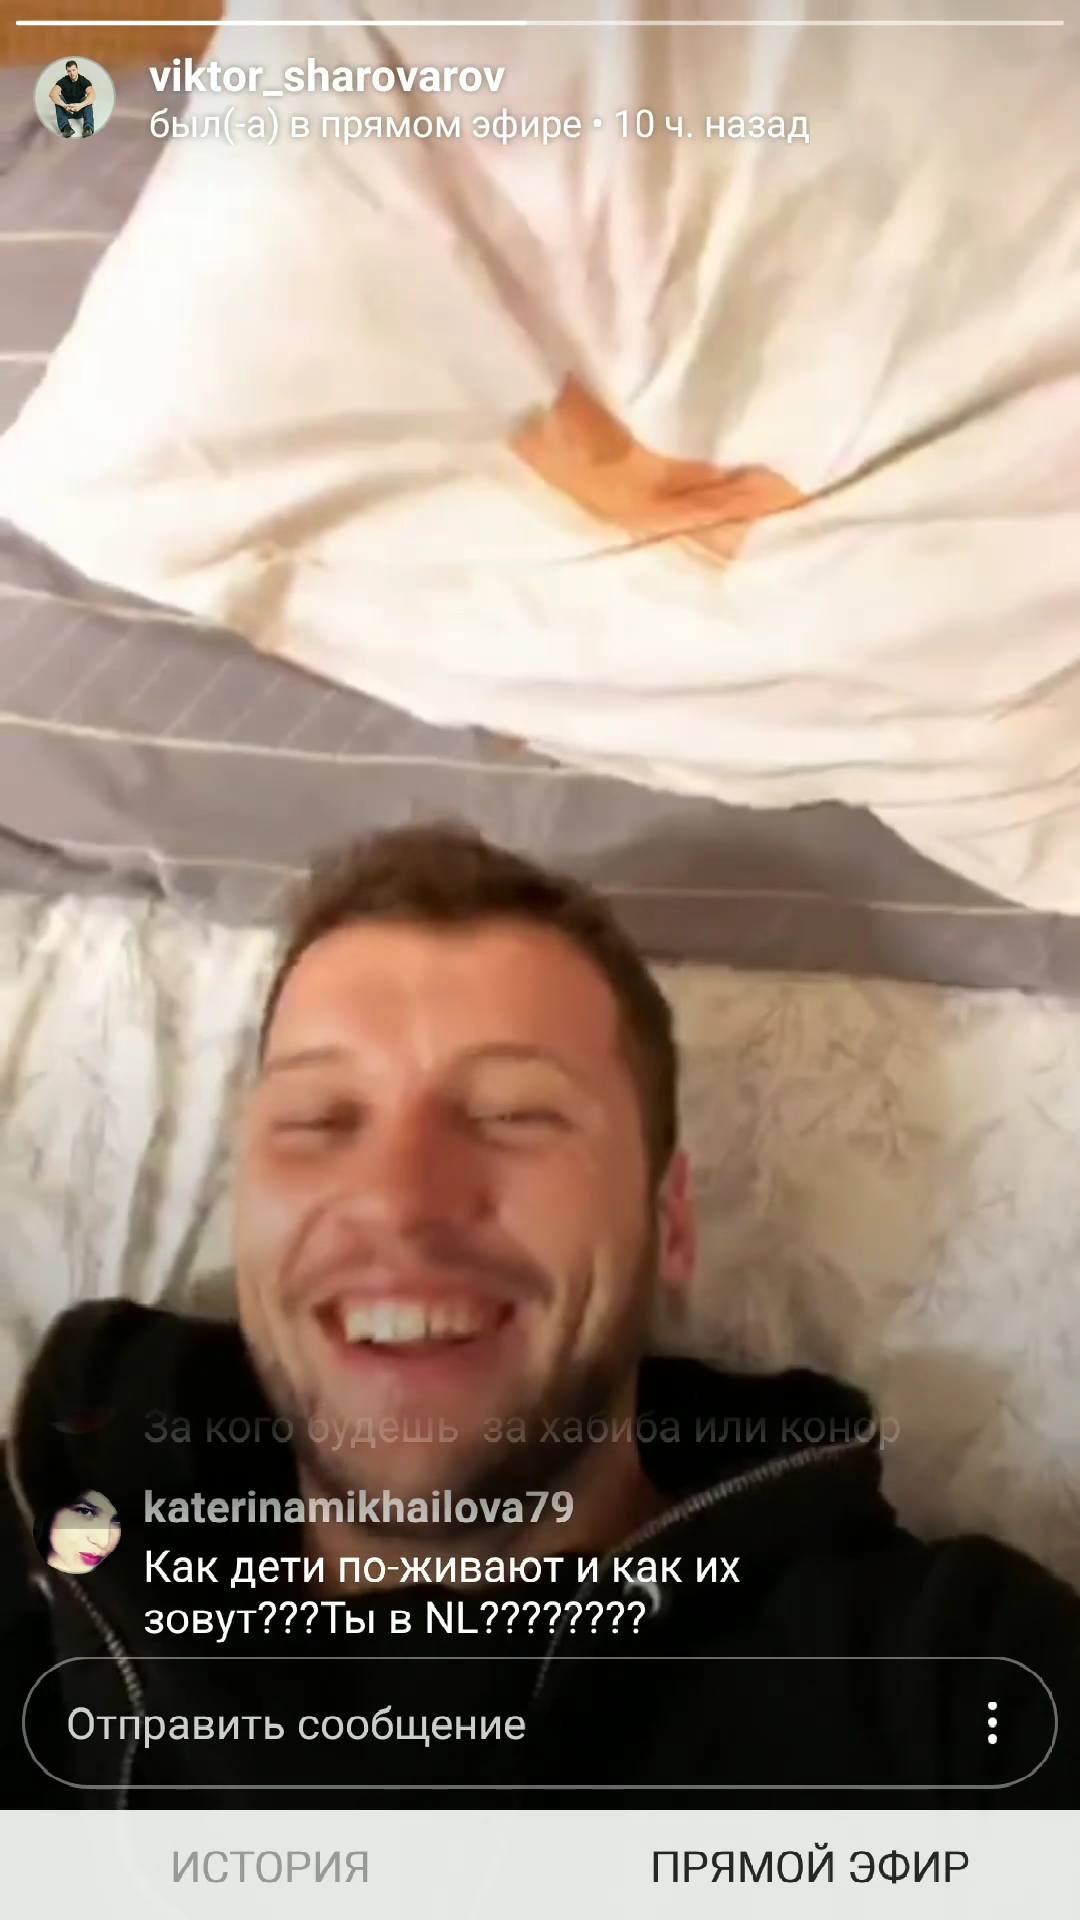 viktor_sharovarov
был(-а) в прямом эфире • 10 ч. назад
За кого будешь за хабиба или конор
katerinamikhailova79
Как дети по-живают и как их
зовут???Ты в NL????????
Отправить сообщение
ИСТОРИЯ
ПРЯМОЙ ЭФИР